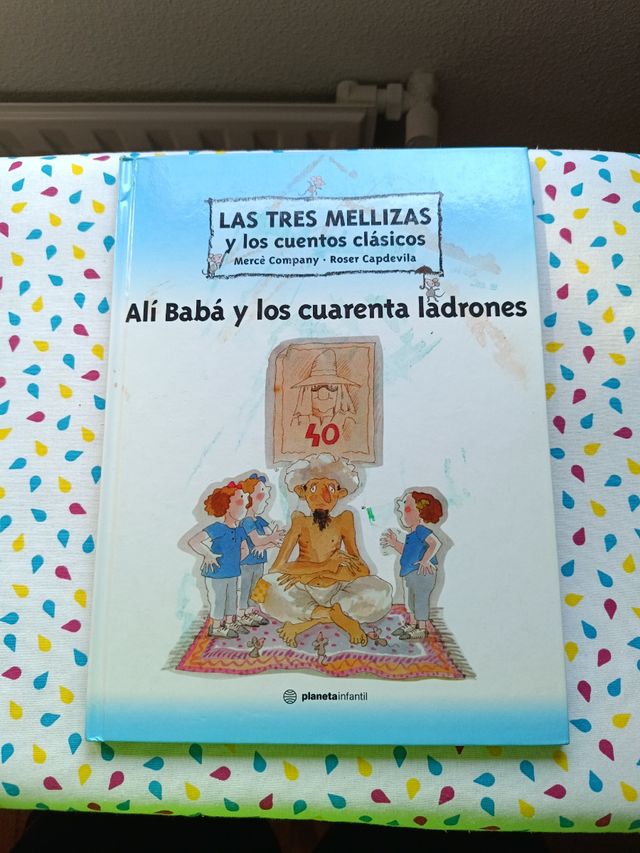 LAS TRES MELLIZAS
y los cuentos clásicos
Mercè Company · Roser Capdevila
Alí Babá y los cuarenta ladrones
40
planetainfantil